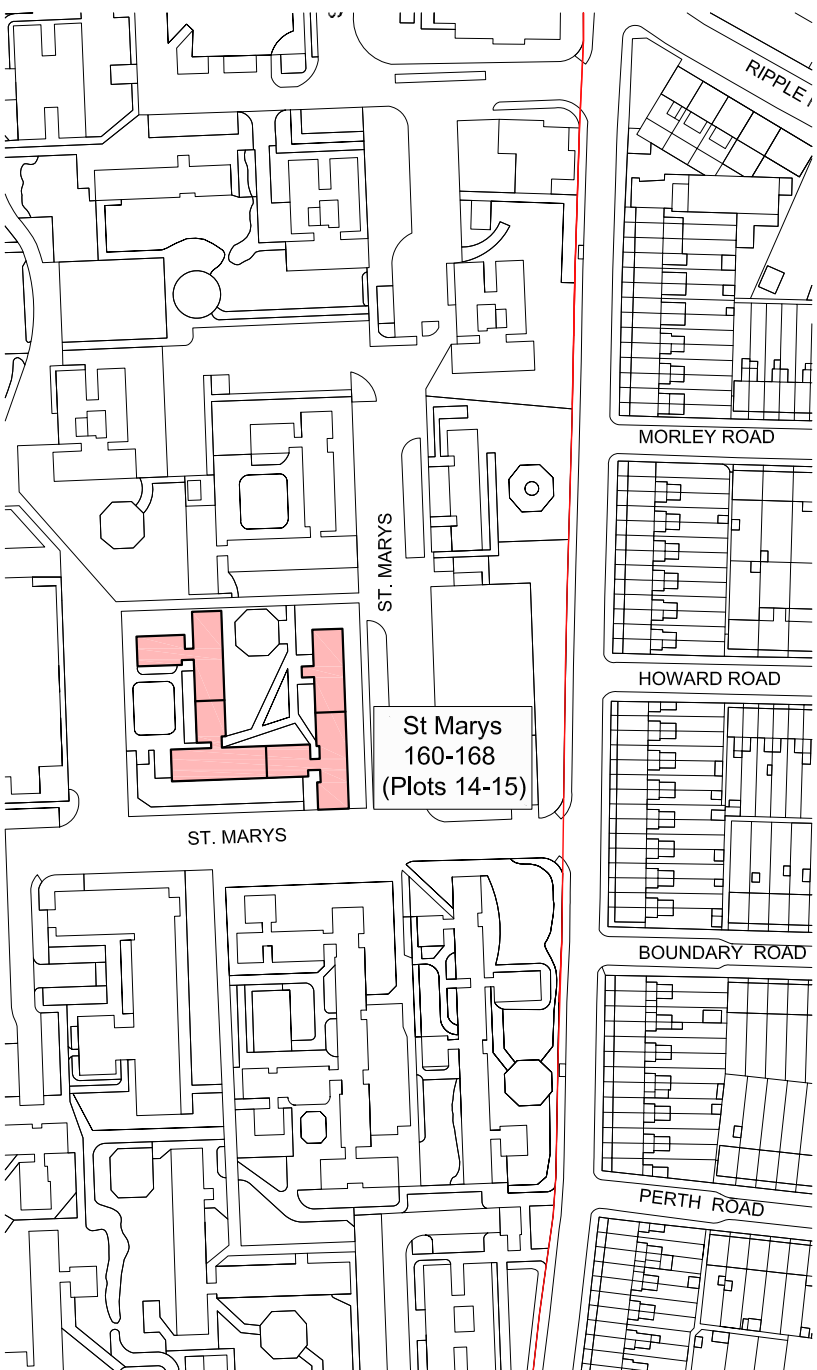 RIPPLE
MORLEY ROAD
ST. MARYS
HOWARD ROAD
St Marys
160-168
(Plots 14-15)
ST. MARYS
BOUNDARY ROAD
PERTH ROAD